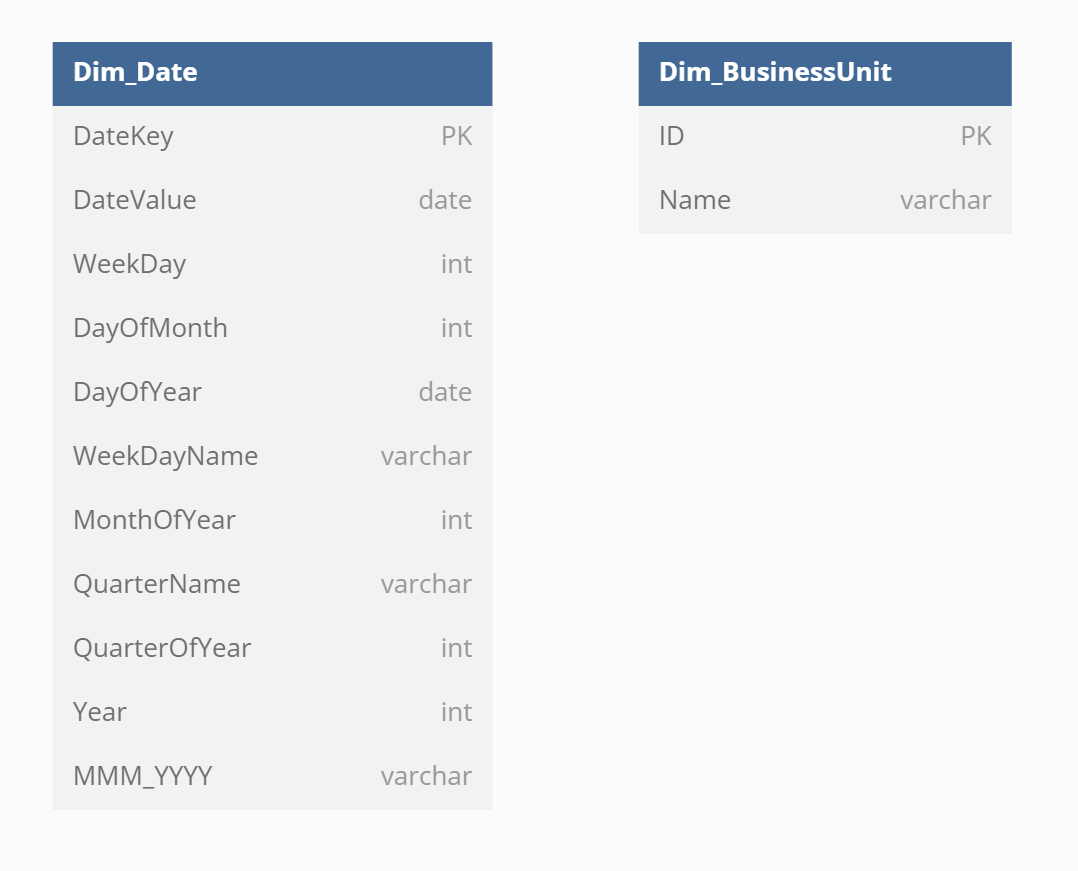 Dim_Date
DateKey PK
DateValue date
WeekDay int
DayOfMonth int
DayOfYear date
WeekDayName varchar
MonthOfYear int
QuarterName varchar
QuarterOfYear int
Year int
MMM_YYYY varchar
Dim_BusinessUnit
ID PK
Name varchar